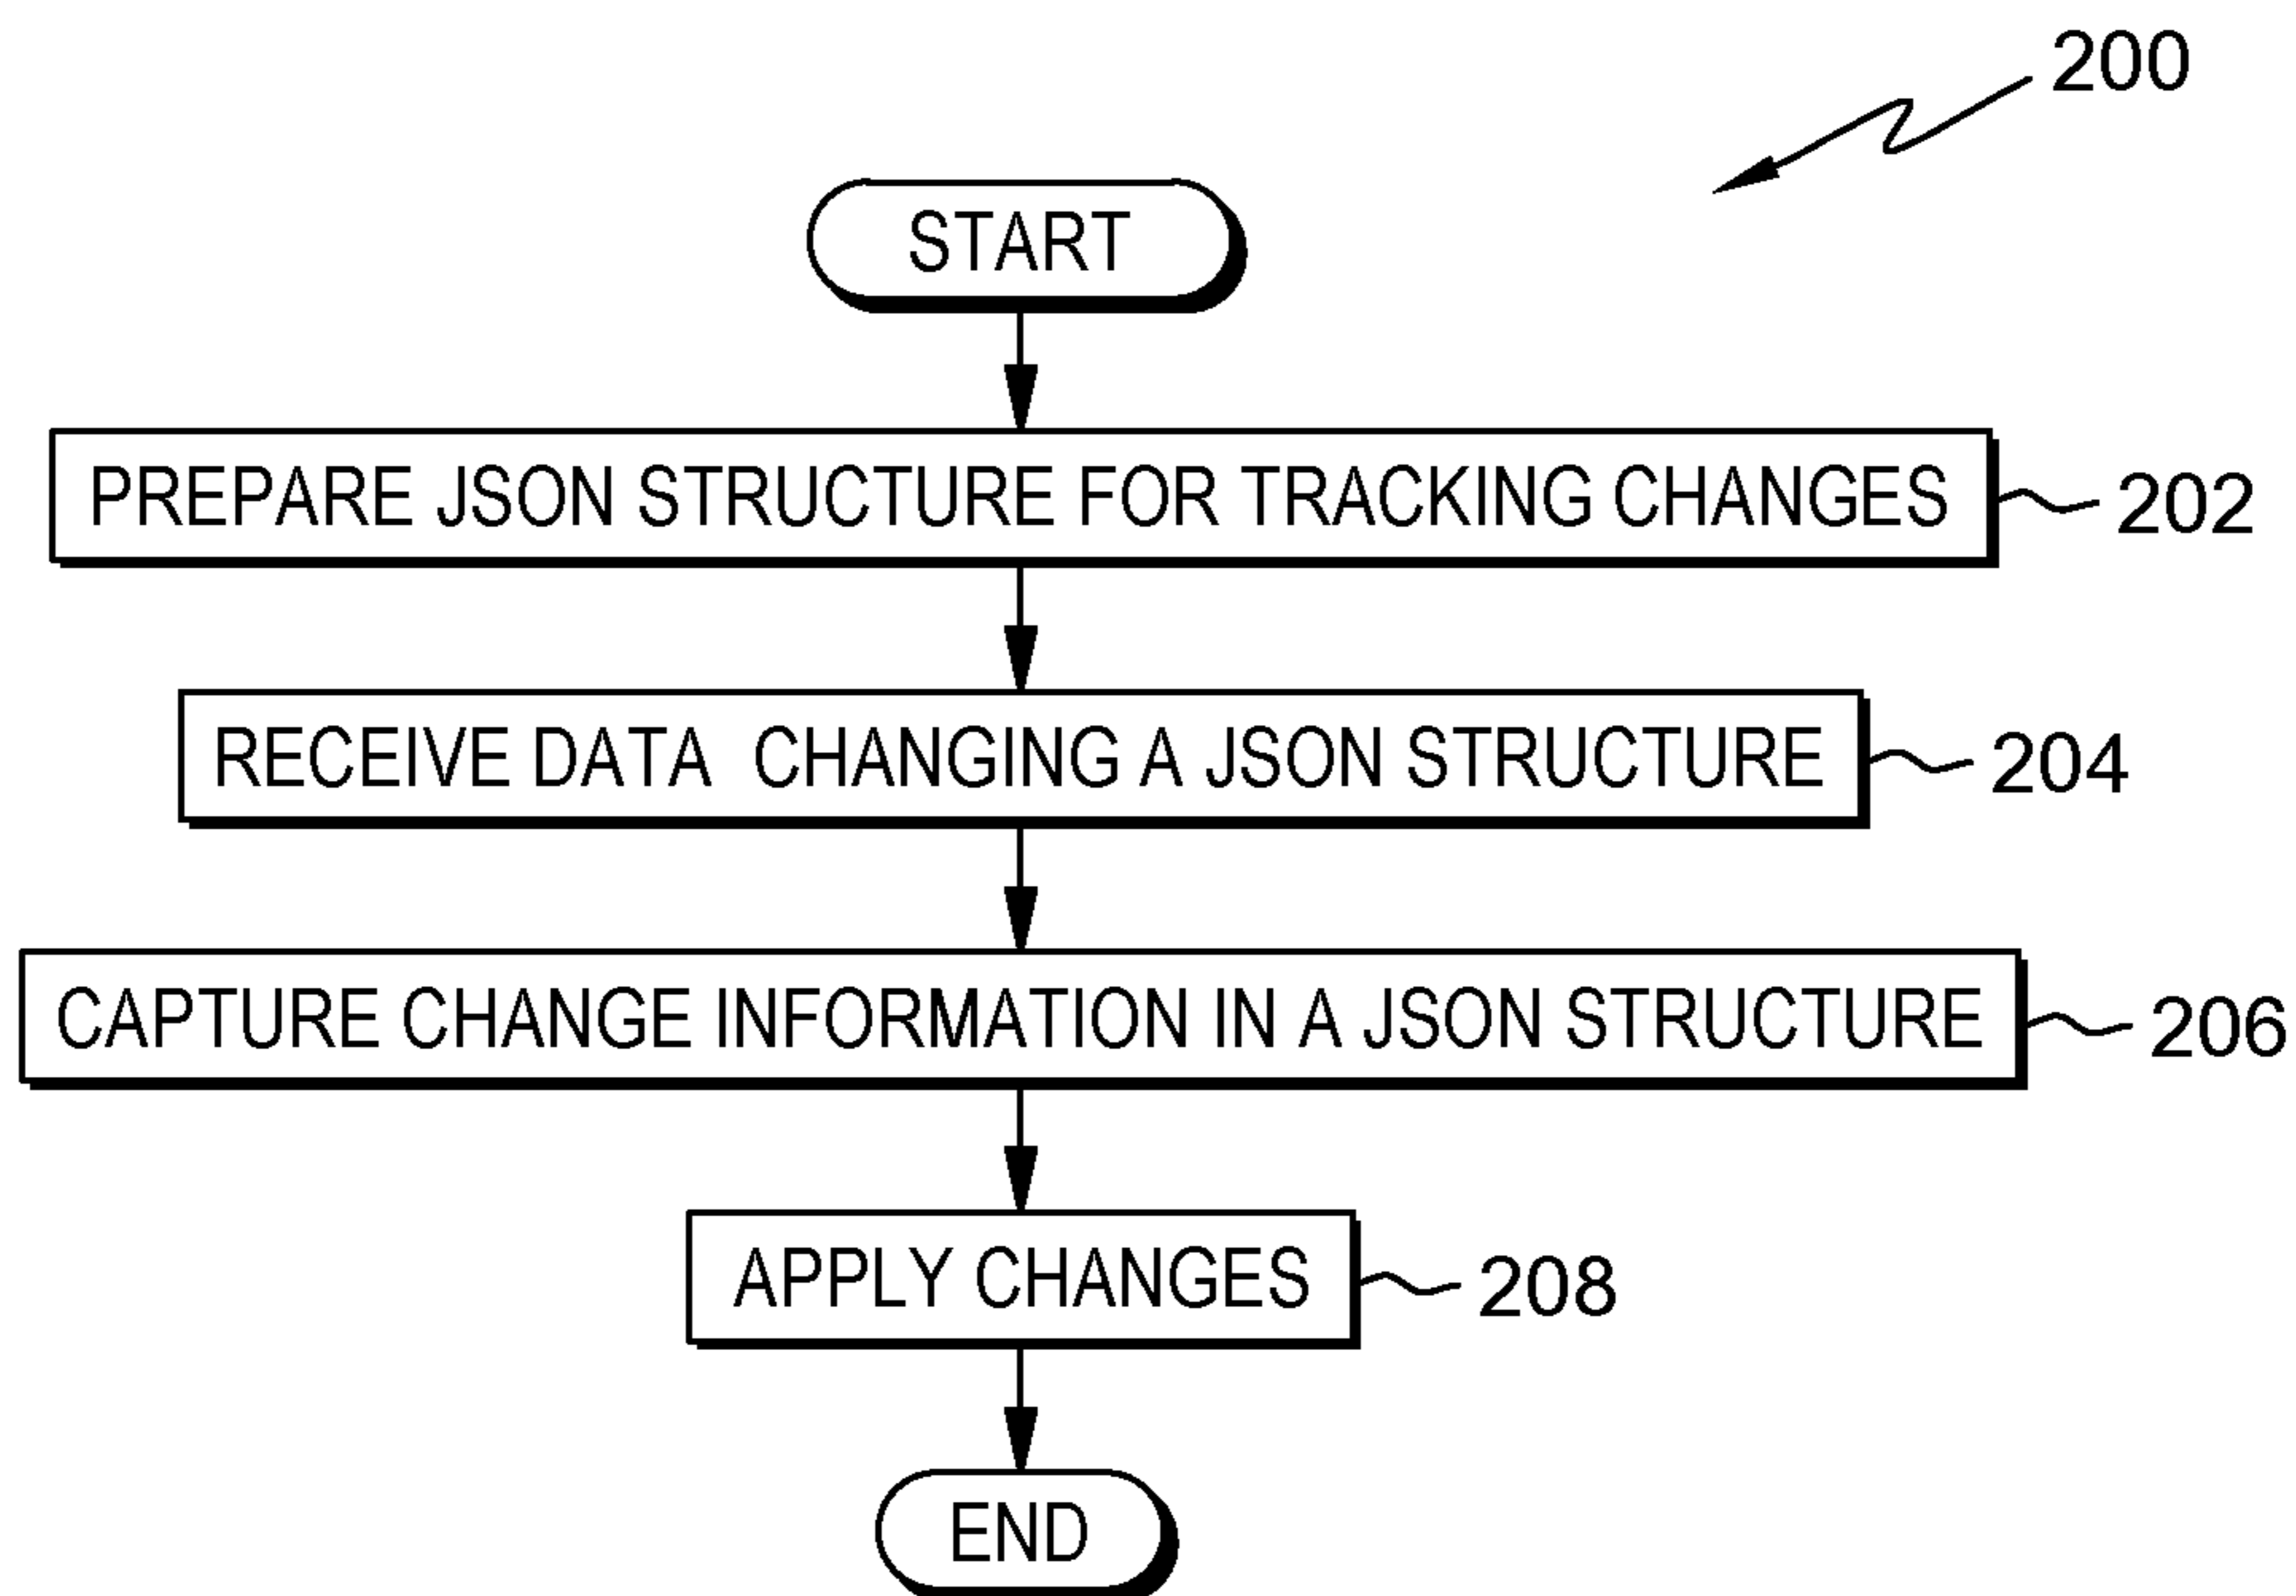 200
START
PREPARE JSON STRUCTURE FOR TRACKING CHANGES
202
RECEIVE DATA CHANGING A JSON STRUCTURE
204
CAPTURE CHANGE INFORMATION IN A JSON STRUCTURE
206
APPLY CHANGES
208
END